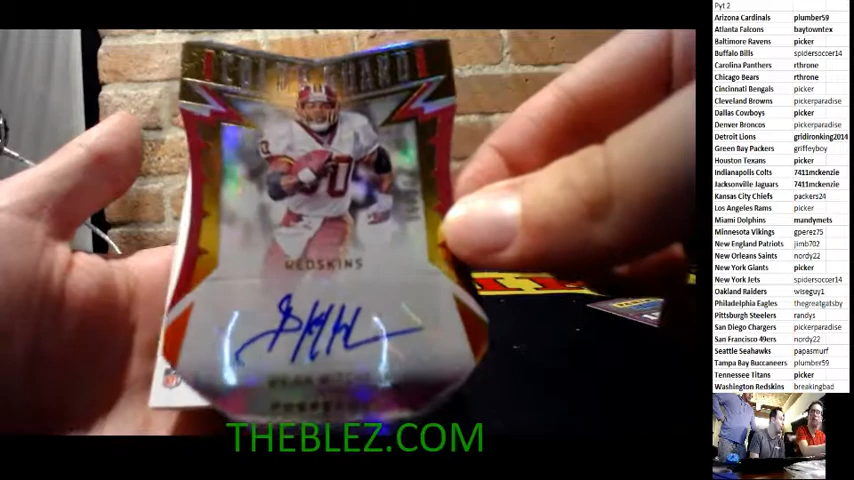 REDSKINS
30
THEBLEZ.COM
Pyt 2
Arizona Cardinals plumber59
Atlanta Falcons baytowntex
Baltimore Ravens picker
Buffalo Bills spidersoccer14
Carolina Panthers rthrone
Chicago Bears rthrone
Cincinnati Bengals picker
Cleveland Browns pickerparadise
Dallas Cowboys picker
Denver Broncos pickerparadise
Detroit Lions gridironking2014
Green Bay Packers griffeyboy
Houston Texans picker
Indianapolis Colts 7411mckenzie
Jacksonville Jaguars 7411mckenzie
Kansas City Chiefs packers24
Los Angeles Rams picker
Miami Dolphins mandymets
Minnesota Vikings gperez75
New England Patriots jimb702
New Orleans Saints nordy22
New York Giants picker
New York Jets spidersoccer14
Oakland Raiders wiseguy1
Philadelphia Eagles thegreatgatsby
Pittsburgh Steelers randys
San Diego Chargers pickerparadise
San Francisco 49ers nordy22
Seattle Seahawks papasmurf
Tampa Bay Buccaneers plumber59
Tennessee Titans picker
Washington Redskins breakingbad